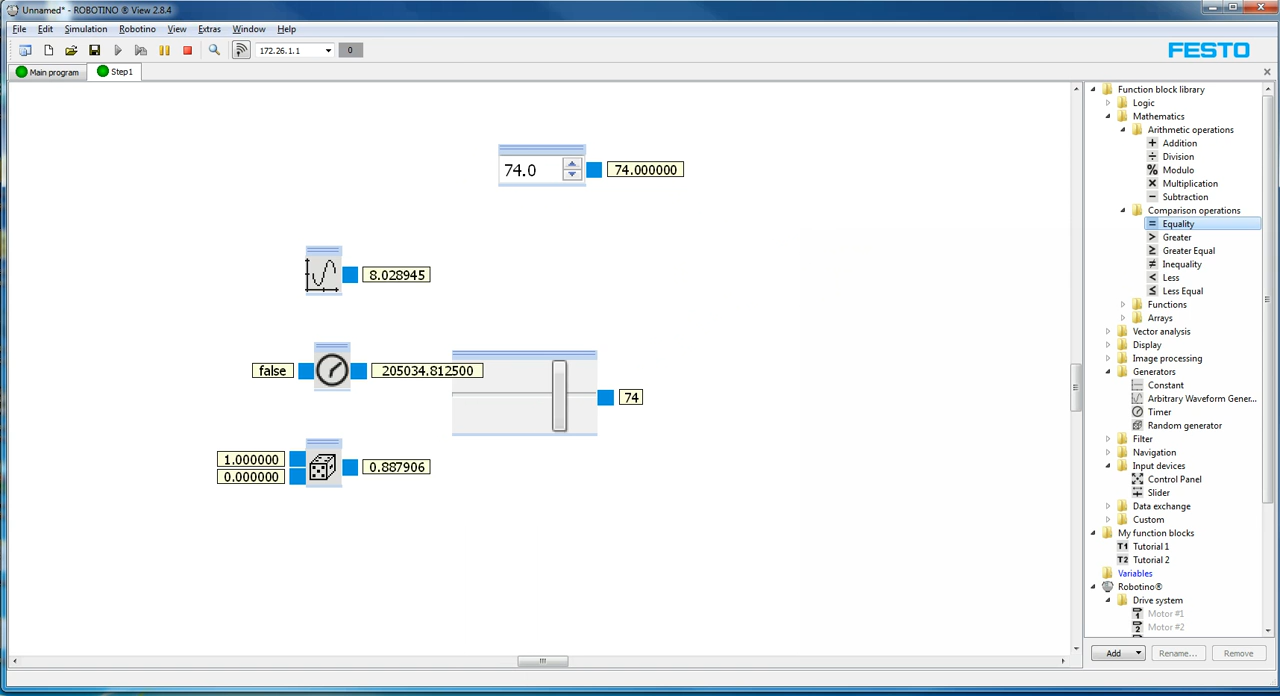 Unnamed* - ROBOTINO ® View 2.8.4
File Edit Simulation Robotino View Extras Window Help
172.26.1.1 0
FESTO
Main program Step1
74.0 74.000000
8.028945
false 205034.812500
74
1.000000
0.000000
0.887906
Function block library
Logic
Mathematics
Arithmetic operations
Addition
Division
Modulo
Multiplication
Subtraction
Comparison operations
Equality
Greater
Greater Equal
Inequality
Less
Less Equal
Functions
Arrays
Vector analysis
Display
Image processing
Generators
Constant
Arbitrary Waveform Gener...
Timer
Random generator
Filter
Navigation
Input devices
Control Panel
Slider
Data exchange
Custom
My function blocks
T1 Tutorial 1
T2 Tutorial 2
Variables
Robotino®
Drive system
1 Motor #1
2 Motor #2
Add Rename... Remove